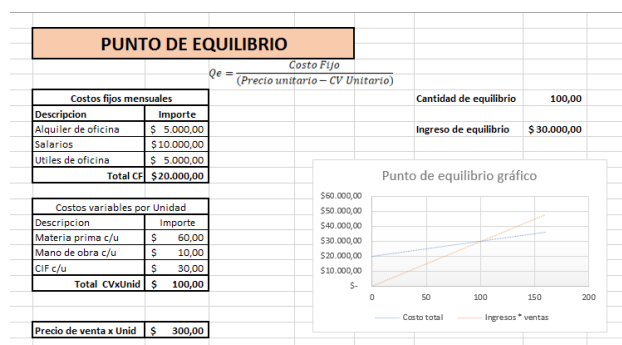 PUNTO DE EQUILIBRIO
Qe = Costo Fijo / (Precio unitario − CV Unitario)
Costos fijos mensuales
Descripcion Importe
Alquiler de oficina $ 5.000,00
Salarios $10.000,00
Utiles de oficina $ 5.000,00
Total CF $20.000,00
Cantidad de equilibrio 100,00
Ingreso de equilibrio $ 30.000,00
Costos variables por Unidad
Descripcion Importe
Materia prima c/u $ 60,00
Mano de obra c/u $ 10,00
CIF c/u $ 30,00
Total CVxUnid $ 100,00
Precio de venta x Unid $ 300,00
Punto de equilibrio gráfico
$60.000,00
$50.000,00
$40.000,00
$30.000,00
$20.000,00
$10.000,00
$-
0 50 100 150 200
Costo total Ingresos * ventas